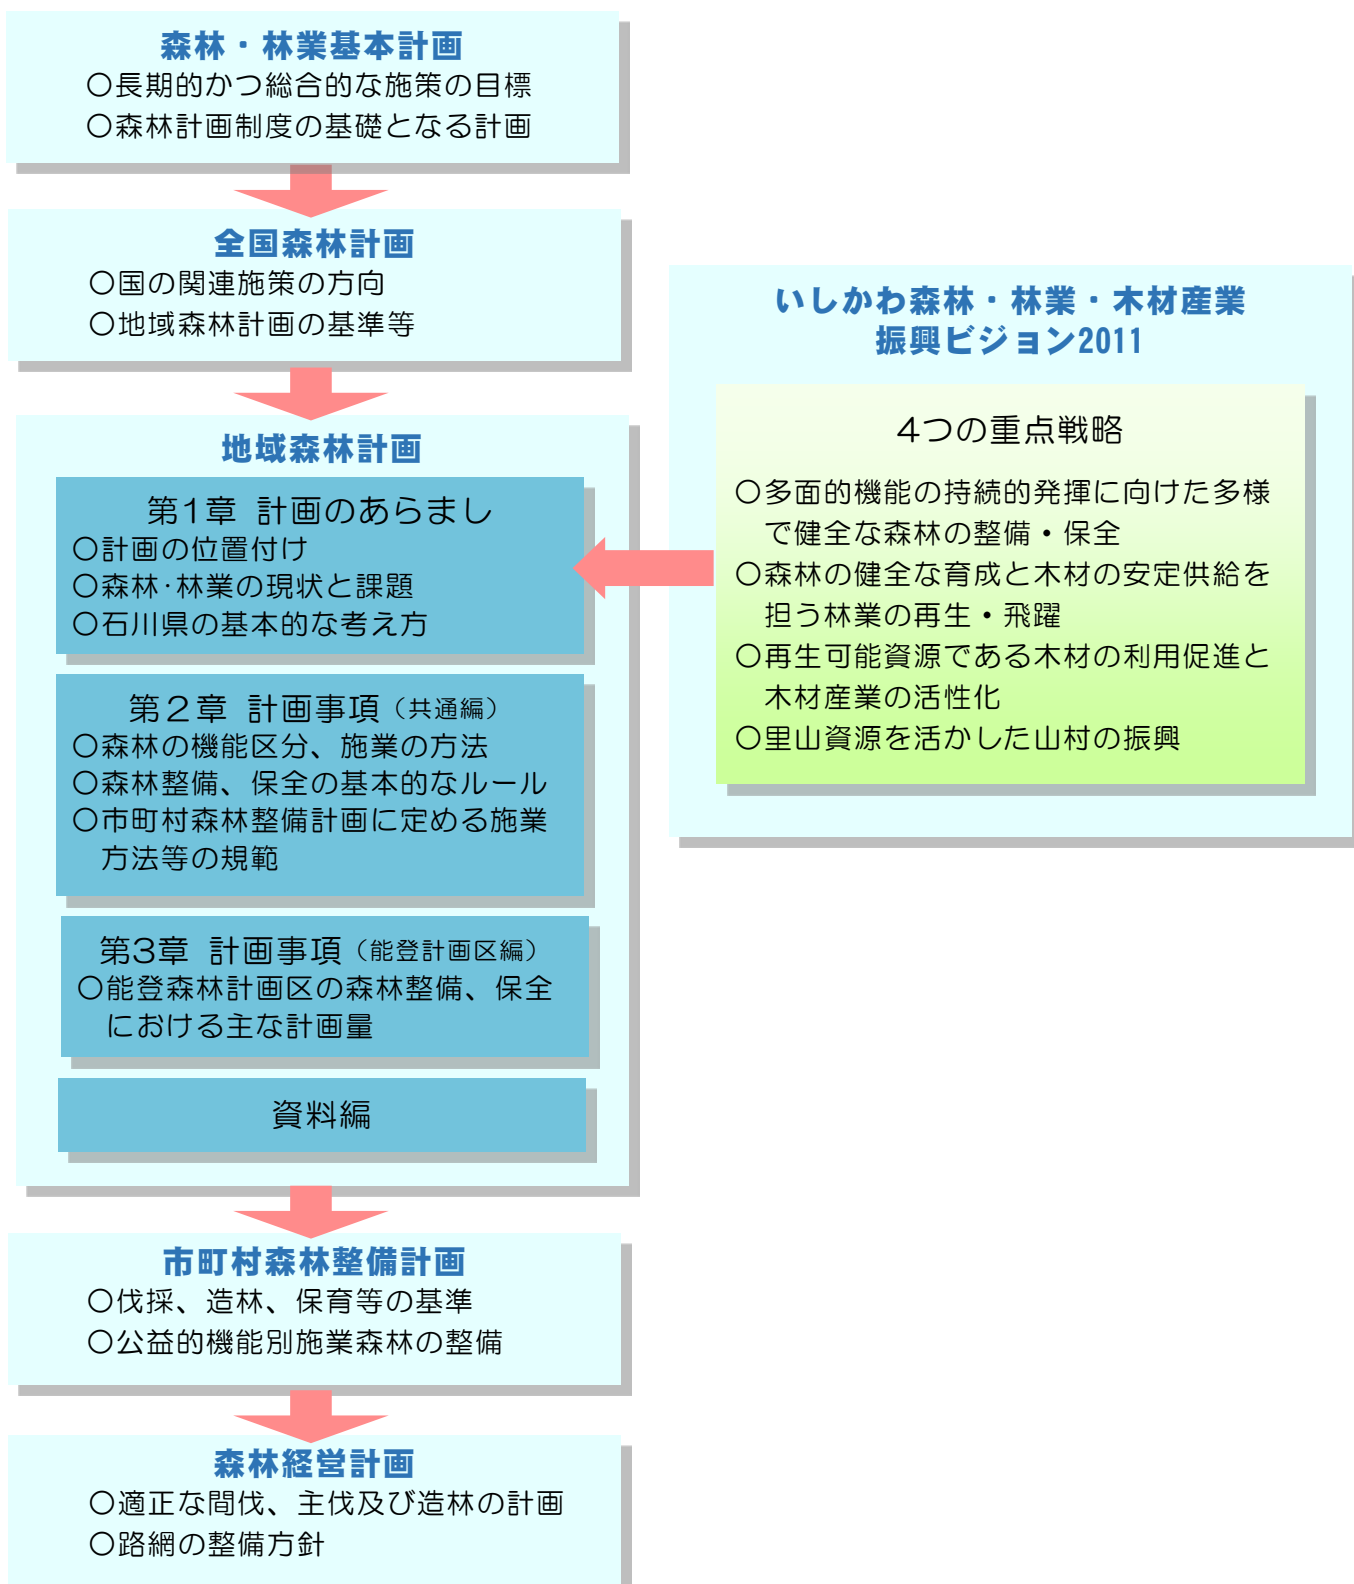 森林・林業基本計画
○長期的かつ総合的な施策の目標
○森林計画制度の基礎となる計画
全国森林計画
○国の関連施策の方向
○地域森林計画の基準等
地域森林計画
第1章 計画のあらまし
○計画の位置付け
○森林・林業の現状と課題
○石川県の基本的な考え方
第２章 計画事項（共通編）
○森林の機能区分、施業の方法
○森林整備、保全の基本的なルール
○市町村森林整備計画に定める施業
方法等の規範
第3章 計画事項（能登計画区編）
○能登森林計画区の森林整備、保全
における主な計画量
資料編
いしかわ森林・林業・木材産業
振興ビジョン2011
4つの重点戦略
○多面的機能の持続的発揮に向けた多様
で健全な森林の整備・保全
○森林の健全な育成と木材の安定供給を
担う林業の再生・飛躍
○再生可能資源である木材の利用促進と
木材産業の活性化
○里山資源を活かした山村の振興
市町村森林整備計画
○伐採、造林、保育等の基準
○公益的機能別施業森林の整備
森林経営計画
○適正な間伐、主伐及び造林の計画
○路網の整備方針